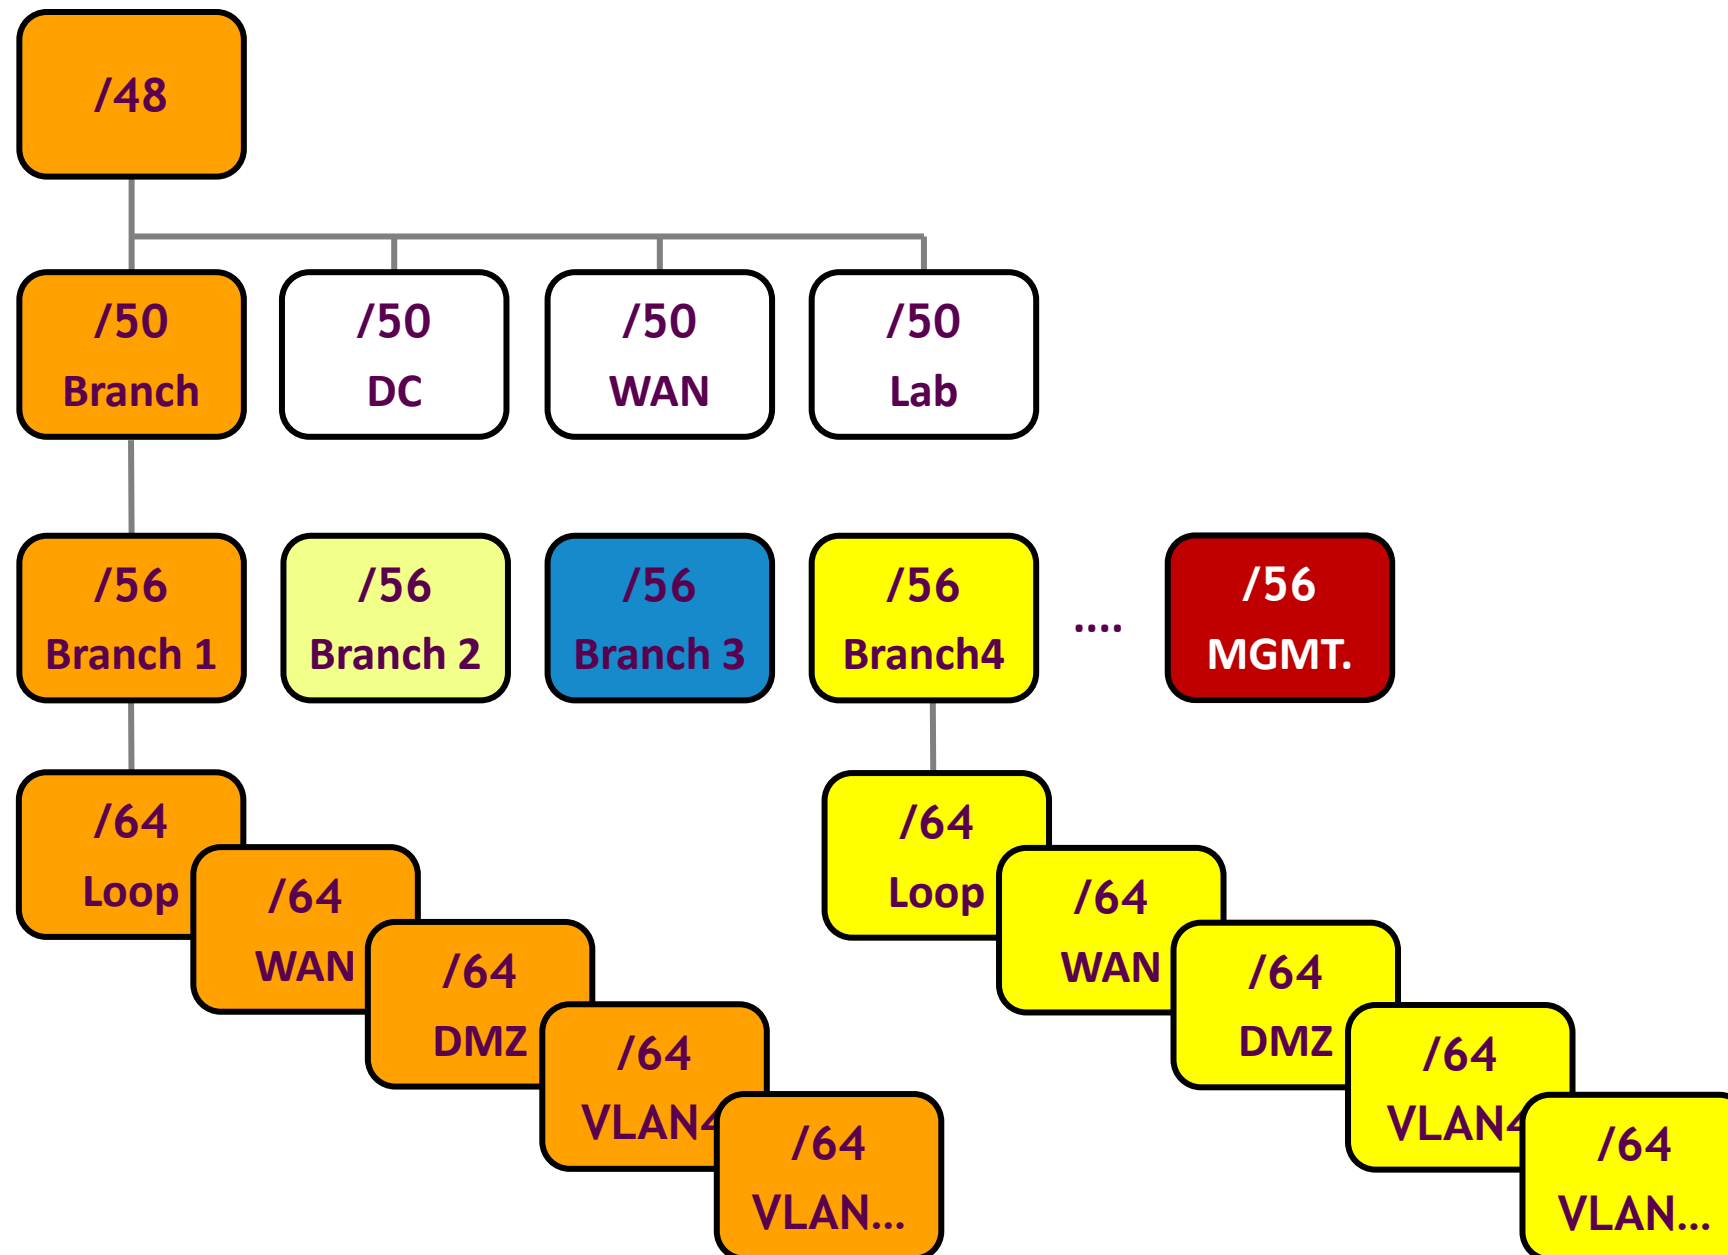 /48
/50
Branch
/50
DC
/50
WAN
/50
Lab
/56
Branch 1
/56
Branch 2
/56
Branch 3
/56
Branch4
....
/56
MGMT.
/64
Loop
/64
WAN
/64
DMZ
/64
VLAN4
/64
VLAN...
/64
Loop
/64
WAN
/64
DMZ
/64
VLAN4
/64
VLAN...